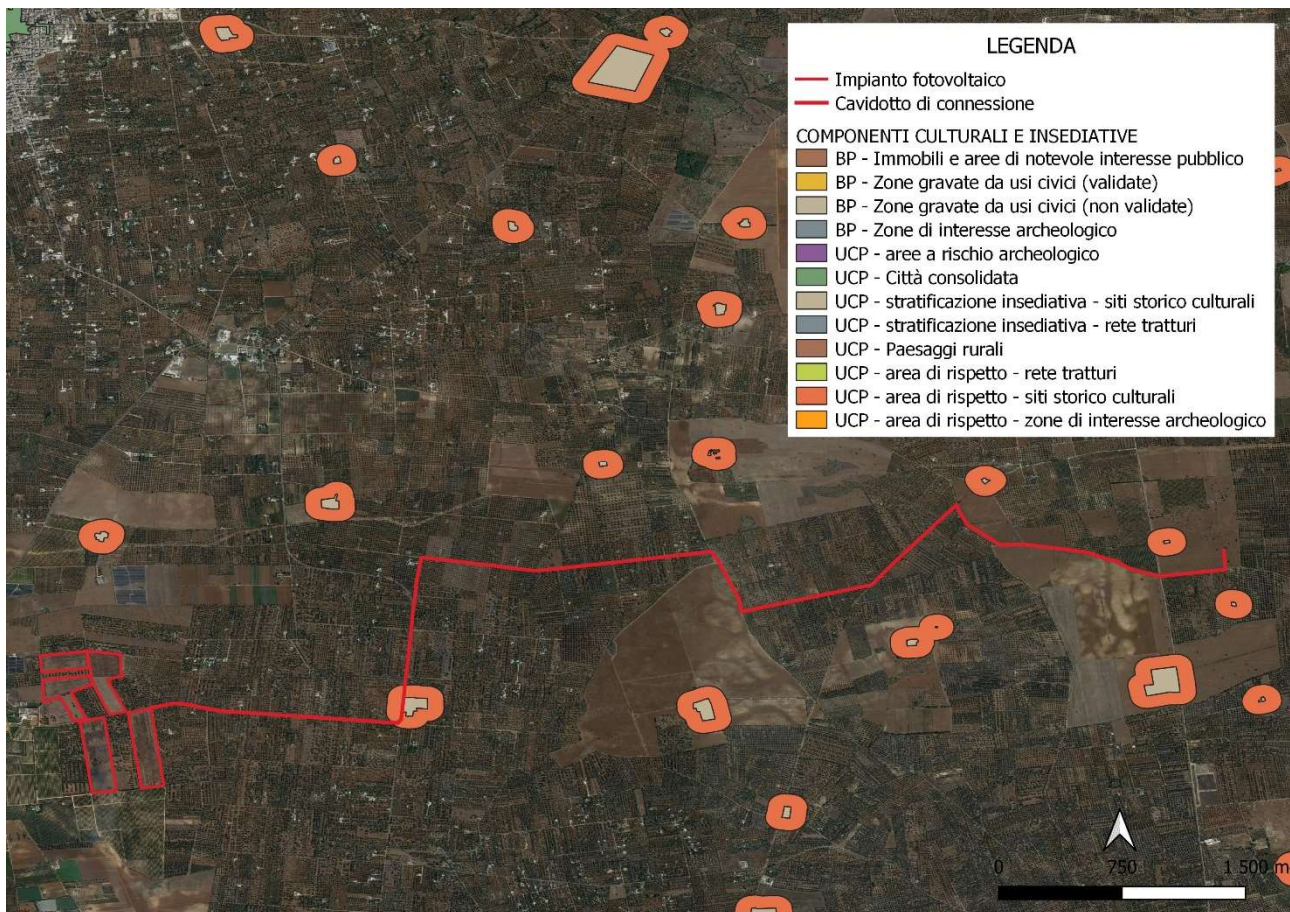 LEGENDA
Impianto fotovoltaico
Cavidotto di connessione
COMPONENTI CULTURALI E INSEDIATIVE
BP - Immobili e aree di notevole interesse pubblico
BP - Zone gravate da usi civici (validate)
BP - Zone gravate da usi civici (non validate)
BP - Zone di interesse archeologico
UCP - aree a rischio archeologico
UCP - Città consolidata
UCP - stratificazione insediativa - siti storico culturali
UCP - stratificazione insediativa - rete tratturi
UCP - Paesaggi rurali
UCP - area di rispetto - rete tratturi
UCP - area di rispetto - siti storico culturali
UCP - area di rispetto - zone di interesse archeologico
0 750 1 500 m